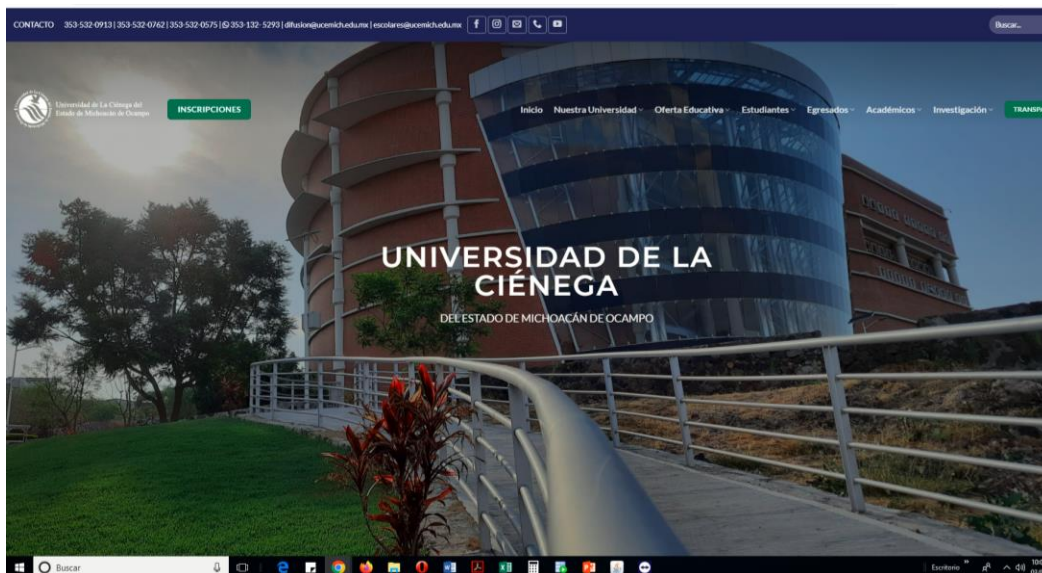 CONTACTO 353-532-0913 | 353-532-0762 | 353-532-0575 | 353-132- 5293 | difusion@ucemich.edu.mx | escolares@ucemich.edu.mx
Buscar...
Universidad de La Ciénega del
Estado de Michoacán de Ocampo
INSCRIPCIONES
Inicio Nuestra Universidad Oferta Educativa Estudiantes Egresados Académicos Investigación TRANSP
UNIVERSIDAD DE LA
CIÉNEGA
DEL ESTADO DE MICHOACÁN DE OCAMPO
Buscar
Escritorio